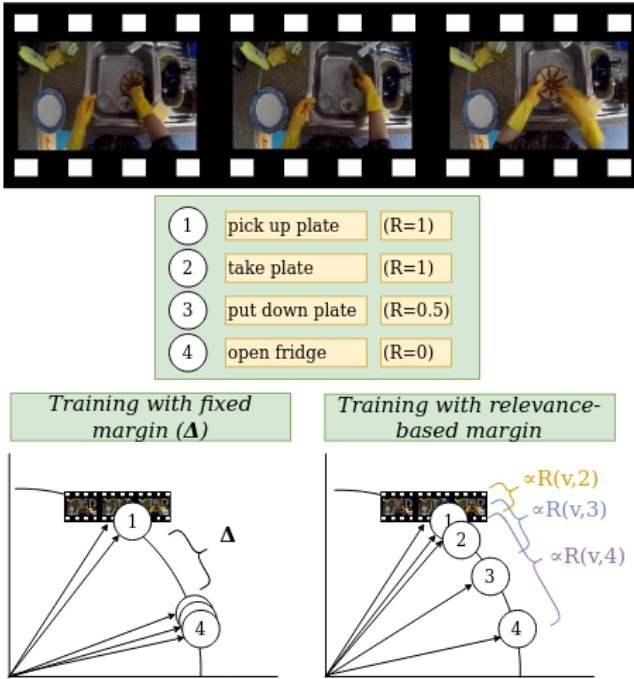 1 pick up plate (R=1)
2 take plate (R=1)
3 put down plate (R=0.5)
4 open fridge (R=0)
Training with fixed
margin (Δ)
Training with relevance-
based margin
1
Δ
4
1
2
3
4
∝R(v,2)
∝R(v,3)
∝R(v,4)